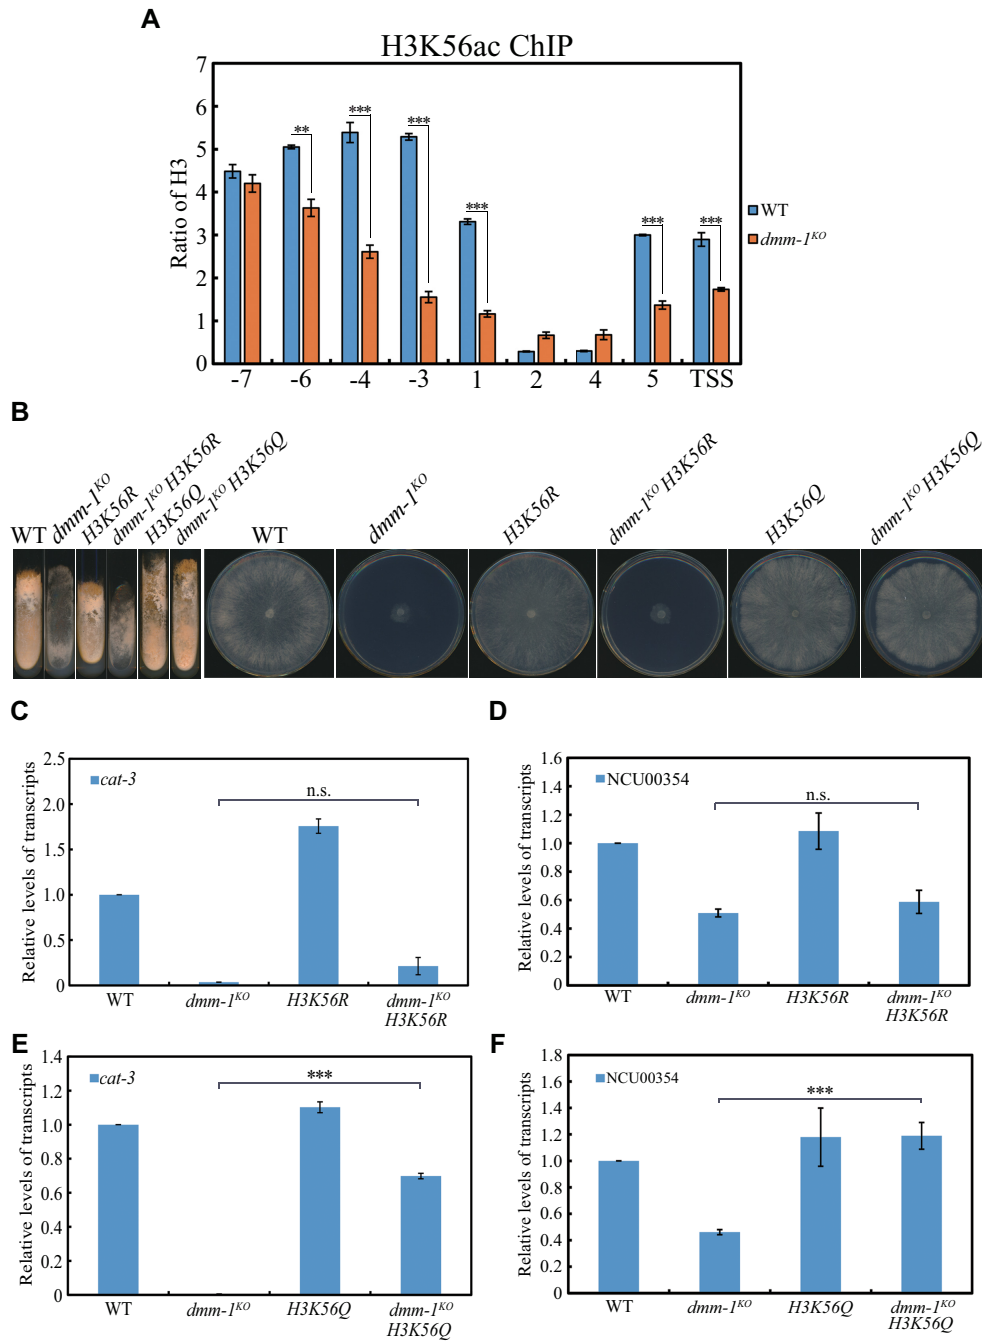 A
H3K56ac ChIP
Ratio of H3
7
6
5
4
3
2
1
0
** *** *** *** *** ***
WT
dmm-1KO
-7 -6 -4 -3 1 2 4 5 TSS
B
WT dmm-1KO H3K56R dmm-1KO H3K56R H3K56Q dmm-1KO H3K56Q
WT dmm-1KO H3K56R dmm-1KO H3K56R H3K56Q dmm-1KO H3K56Q
C
Relative levels of transcripts
2.5
2.0
1.5
1.0
0.5
0
cat-3
n.s.
WT dmm-1KO H3K56R dmm-1KO
H3K56R
D
Relative levels of transcripts
1.6
1.4
1.2
1.0
0.8
0.6
0.4
0.2
0
NCU00354
n.s.
WT dmm-1KO H3K56R dmm-1KO
H3K56R
E
Relative levels of transcripts
1.4
1.2
1.0
0.8
0.6
0.4
0.2
0
cat-3
***
WT dmm-1KO H3K56Q dmm-1KO
H3K56Q
F
Relative levels of transcripts
1.8
1.6
1.4
1.2
1.0
0.8
0.6
0.4
0.2
0
NCU00354
***
WT dmm-1KO H3K56Q dmm-1KO
H3K56Q